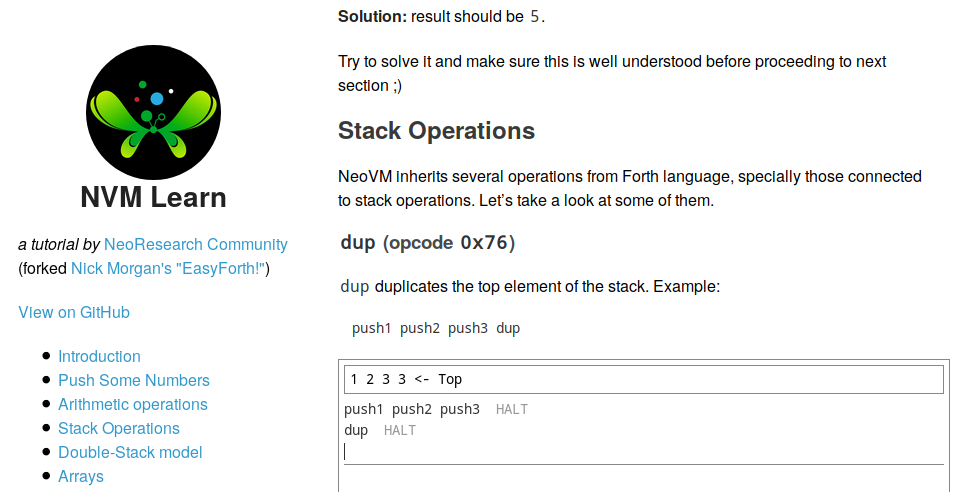 NVM Learn
a tutorial by NeoResearch Community
(forked Nick Morgan's "EasyForth!")
View on GitHub
Introduction
Push Some Numbers
Arithmetic operations
Stack Operations
Double-Stack model
Arrays
Solution: result should be 5.
Try to solve it and make sure this is well understood before proceeding to next
section ;)
Stack Operations
NeoVM inherits several operations from Forth language, specially those connected
to stack operations. Let’s take a look at some of them.
dup (opcode 0x76)
dup duplicates the top element of the stack. Example:
push1 push2 push3 dup
1 2 3 3 <- Top
push1 push2 push3 HALT
dup HALT